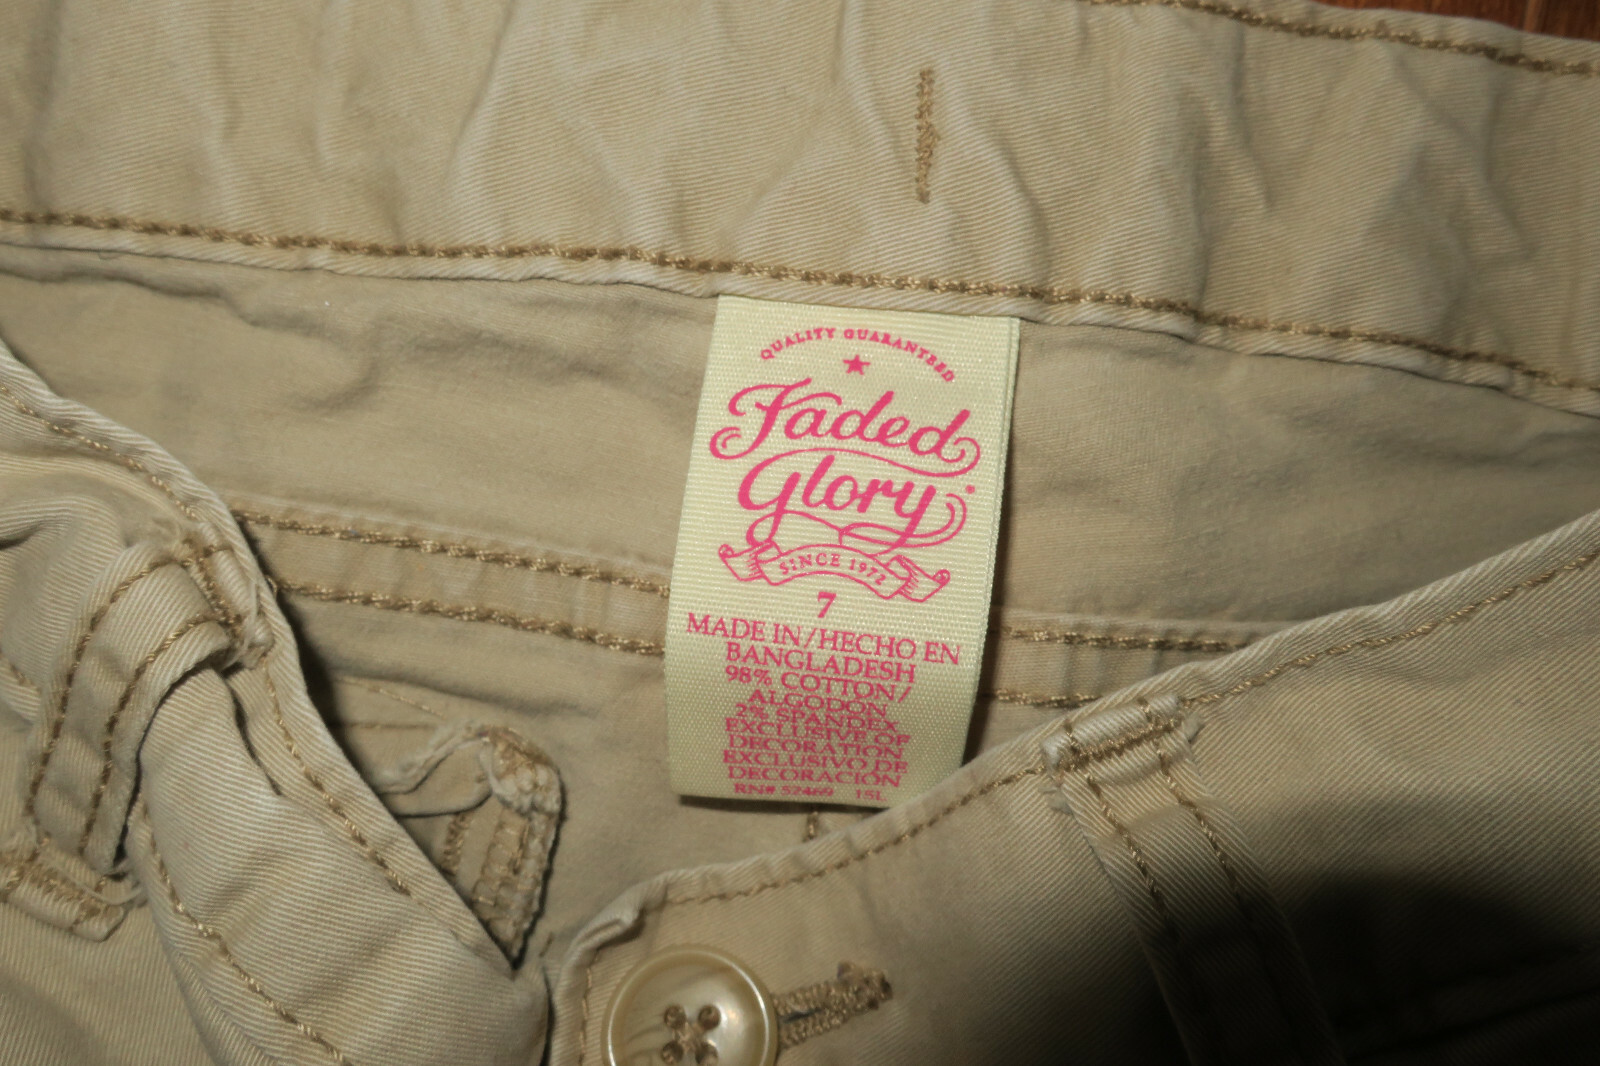 QUALITY GUARANTEED
Faded
Glory
SINCE 1972
7
MADE IN/HECHO EN
BANGLADESH
98% COTTON/
ALGODON
2% SPANDEX
EXCLUSIVE OF
DECORATION
EXCLUSIVO DE
DECORACIÓN
RN# 52469 15L